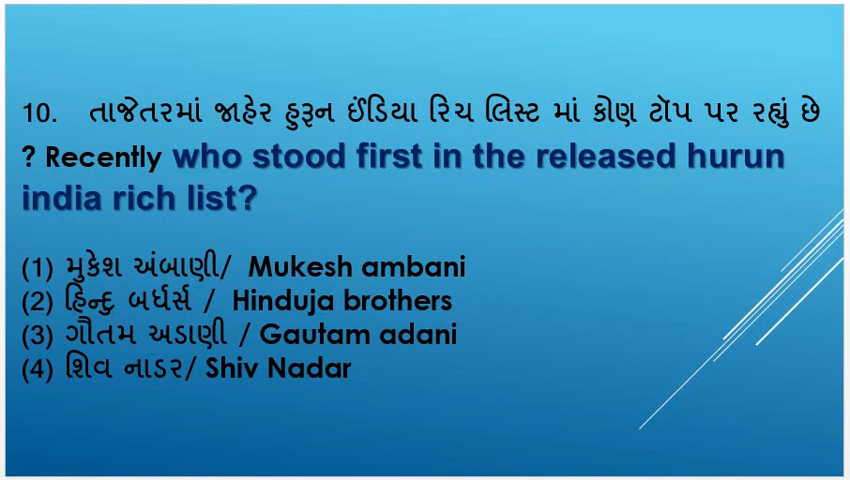 10. તાજેતરમાં જાહેર હુરૂન ઈંડિયા રિચ લિસ્ટ માં કોણ ટૉપ પર રહ્યું છે
? Recently who stood first in the released hurun
india rich list?
(1) મુકેશ અંબાણી/ Mukesh ambani
(2) હિન્દુ બર્ધર્સ / Hinduja brothers
(3) ગૌતમ અડાણી / Gautam adani
(4) શિવ નાડર/ Shiv Nadar